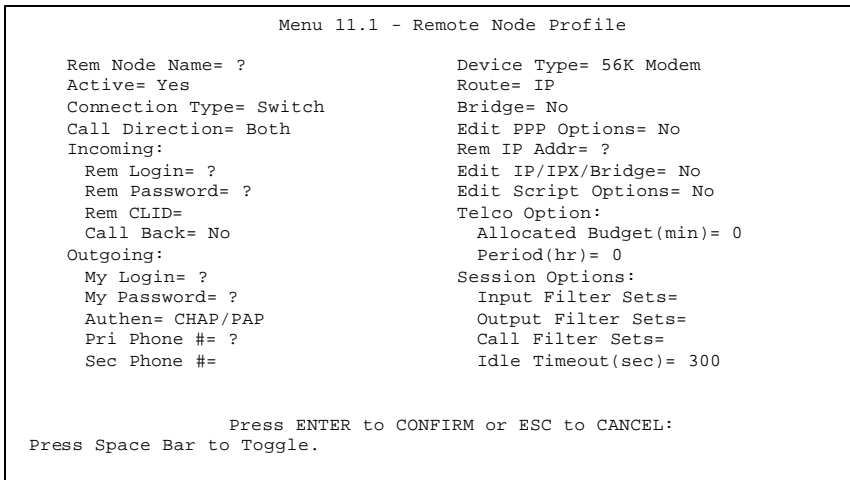 Menu 11.1 - Remote Node Profile
Rem Node Name= ? Device Type= 56K Modem
Active= Yes Route= IP
Connection Type= Switch Bridge= No
Call Direction= Both Edit PPP Options= No
Incoming: Rem IP Addr= ?
Rem Login= ? Edit IP/IPX/Bridge= No
Rem Password= ? Edit Script Options= No
Rem CLID= Telco Option:
Call Back= No Allocated Budget(min)= 0
Outgoing: Period(hr)= 0
My Login= ? Session Options:
My Password= ? Input Filter Sets=
Authen= CHAP/PAP Output Filter Sets=
Pri Phone #= ? Call Filter Sets=
Sec Phone #= Idle Timeout(sec)= 300
Press ENTER to CONFIRM or ESC to CANCEL:
Press Space Bar to Toggle.